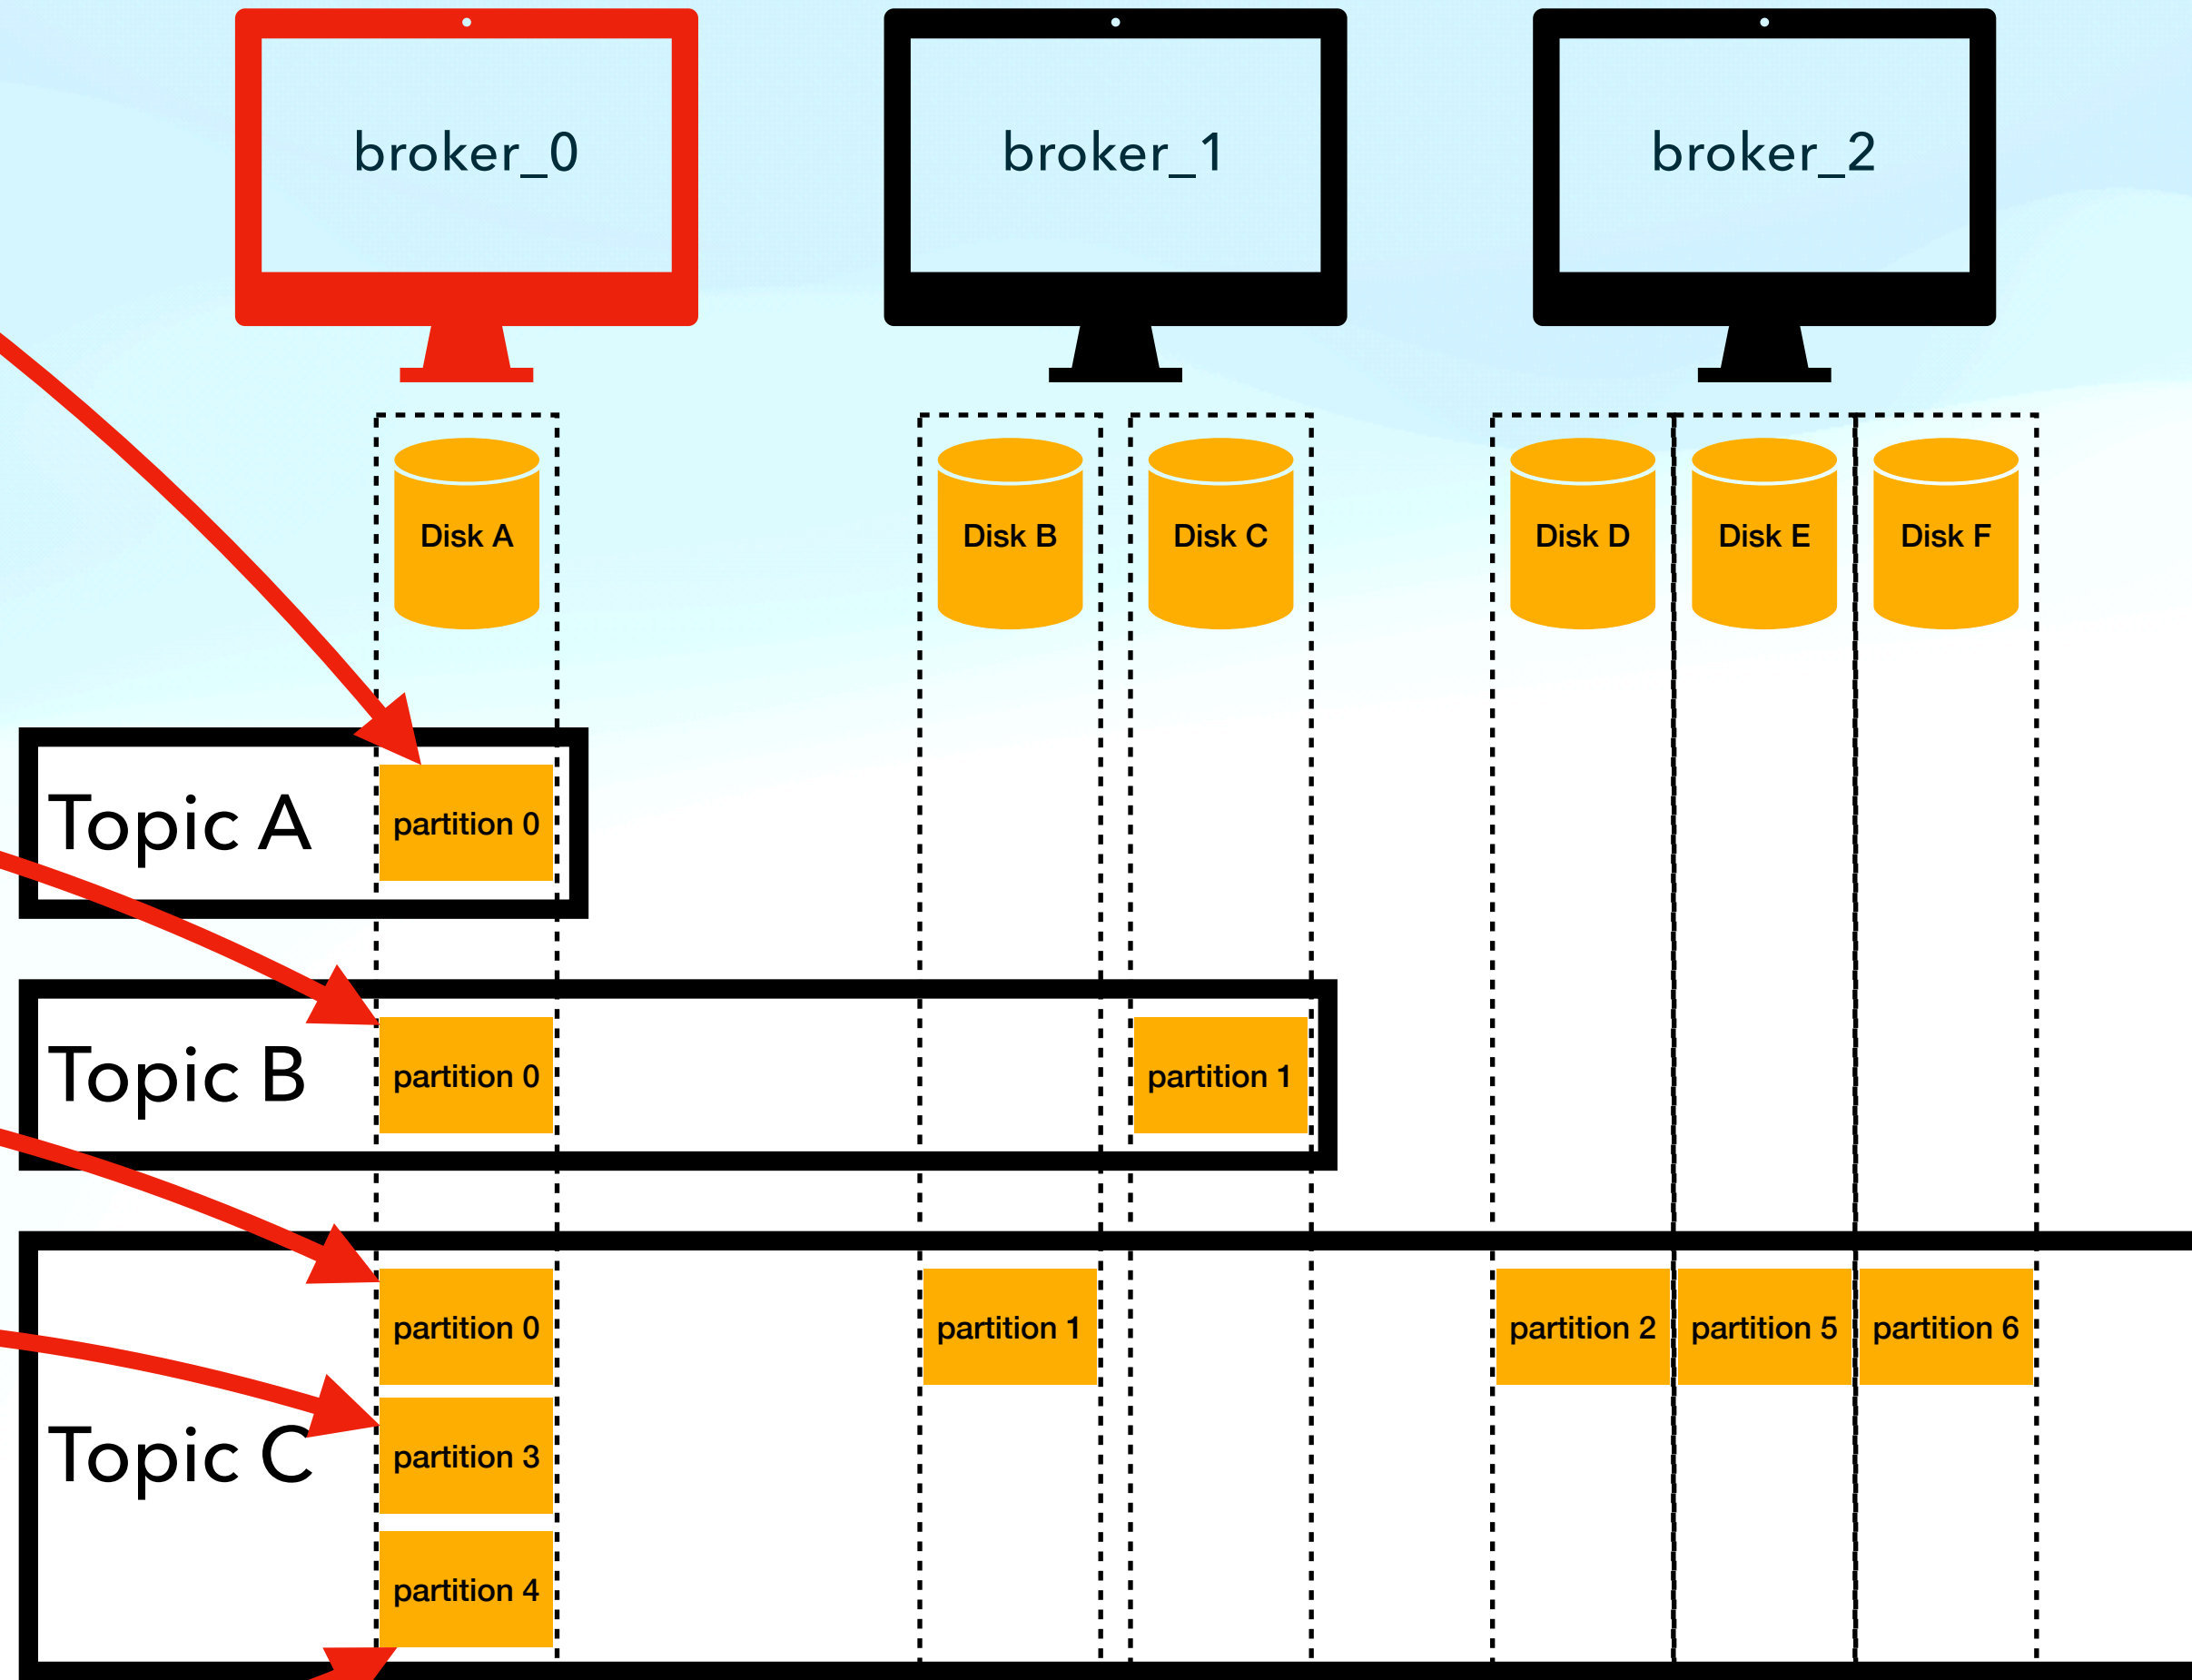 broker_0
broker_1
broker_2
Disk A
Disk B
Disk C
Disk D
Disk E
Disk F
Topic A
partition 0
Topic B
partition 0
partition 1
Topic C
partition 0
partition 1
partition 2
partition 5
partition 6
partition 3
partition 4